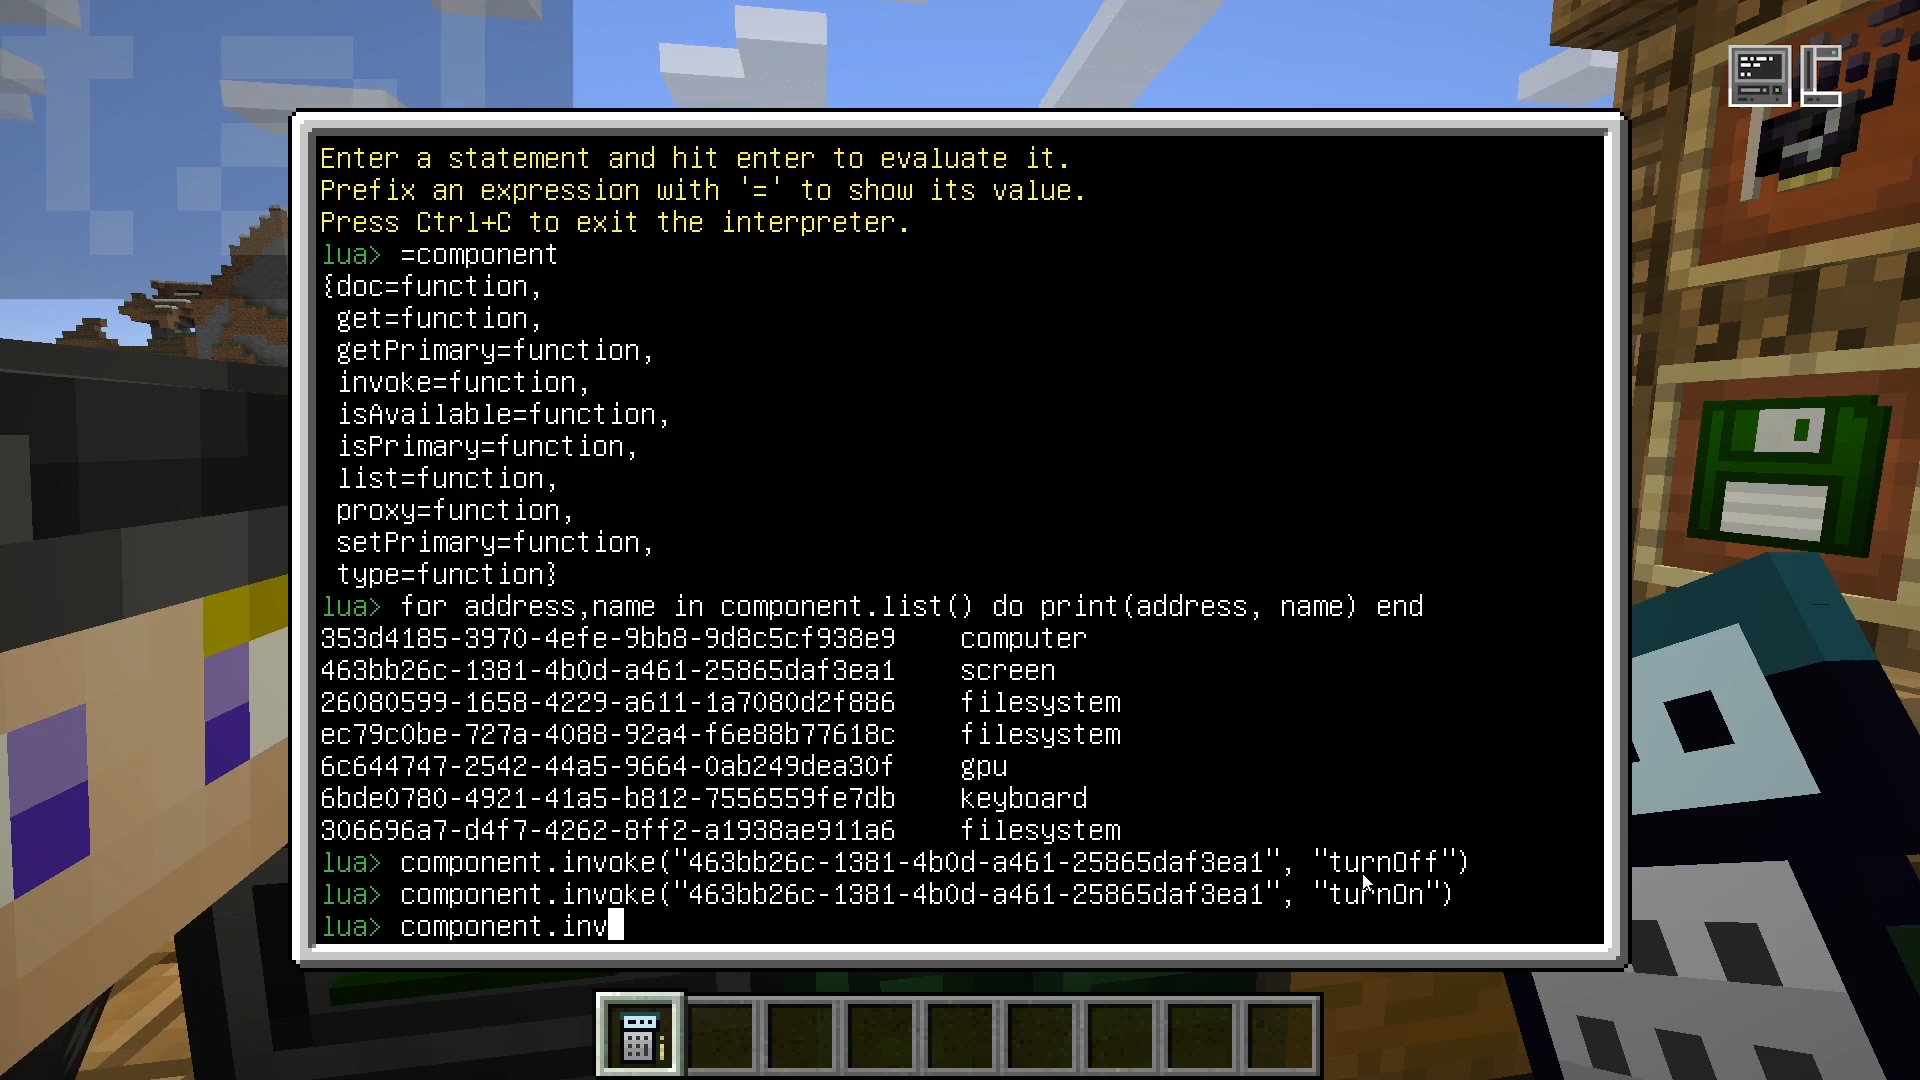 Enter a statement and hit enter to evaluate it.
Prefix an expression with '=' to show its value.
Press Ctrl+C to exit the interpreter.
lua> =component
{doc=function,
 get=function,
 getPrimary=function,
 invoke=function,
 isAvailable=function,
 isPrimary=function,
 list=function,
 proxy=function,
 setPrimary=function,
 type=function}
lua> for address,name in component.list() do print(address, name) end
353d4185-3970-4efe-9bb8-9d8c5cf938e9    computer
463bb26c-1381-4b0d-a461-25865daf3ea1    screen
26080599-1658-4229-a611-1a7080d2f886    filesystem
ec79c0be-727a-4088-92a4-f6e88b77618c    filesystem
6c644747-2542-44a5-9664-0ab249dea30f    gpu
6bde0780-4921-41a5-b812-7556559fe7db    keyboard
306696a7-d4f7-4262-8ff2-a1938ae911a6    filesystem
lua> component.invoke("463bb26c-1381-4b0d-a461-25865daf3ea1", "turnOff")
lua> component.invoke("463bb26c-1381-4b0d-a461-25865daf3ea1", "turnOn")
lua> component.inv